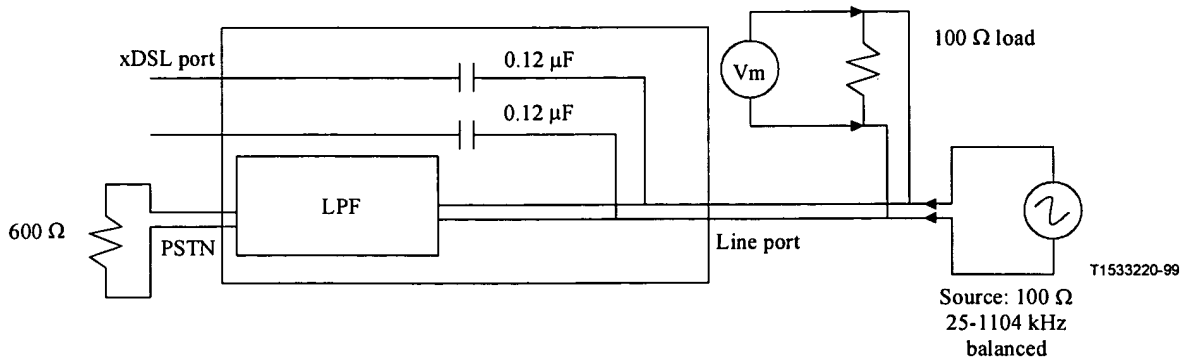 xDSL port
0.12 µF
0.12 µF
Vm
100 Ω load
LPF
600 Ω
PSTN
Line port
T1533220-99
Source: 100 Ω
25-1104 kHz
balanced